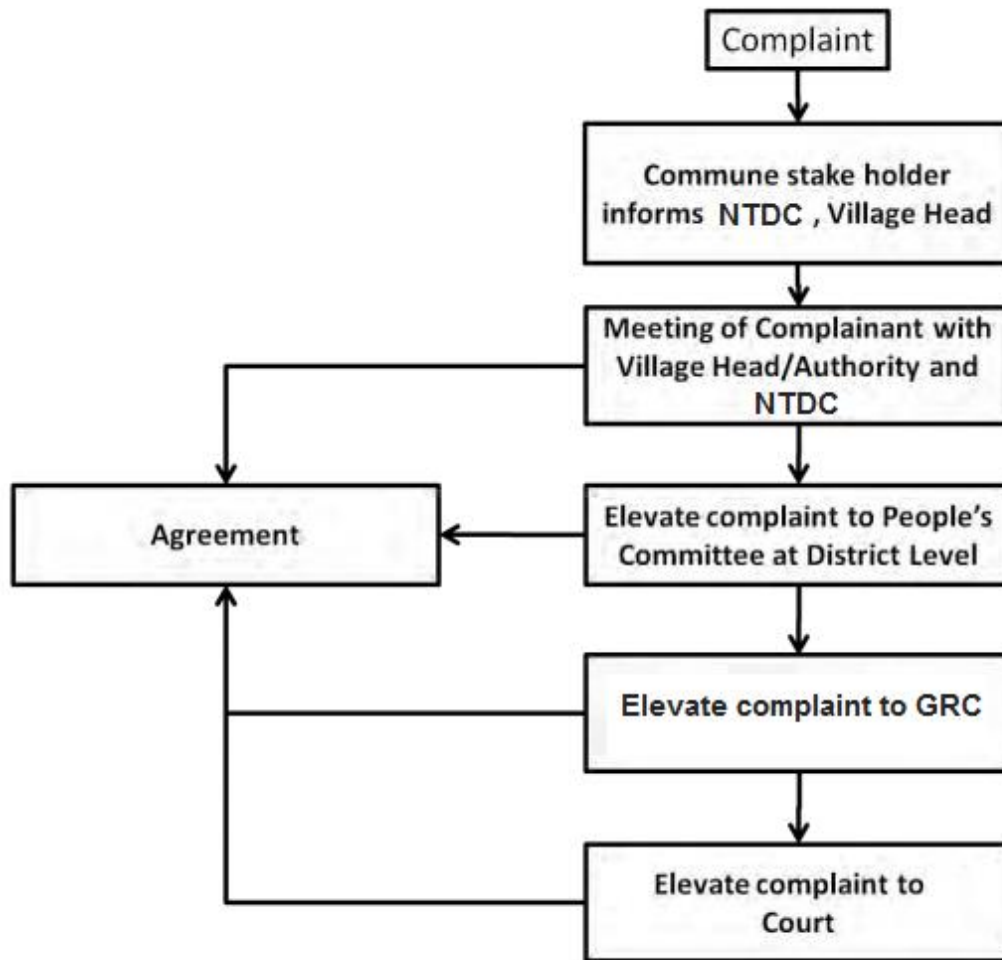 Complaint
Commune stake holder
informs NTDC , Village Head
Meeting of Complainant with
Village Head/Authority and
NTDC
Agreement
Elevate complaint to People's
Committee at District Level
Elevate complaint to GRC
Elevate complaint to
Court